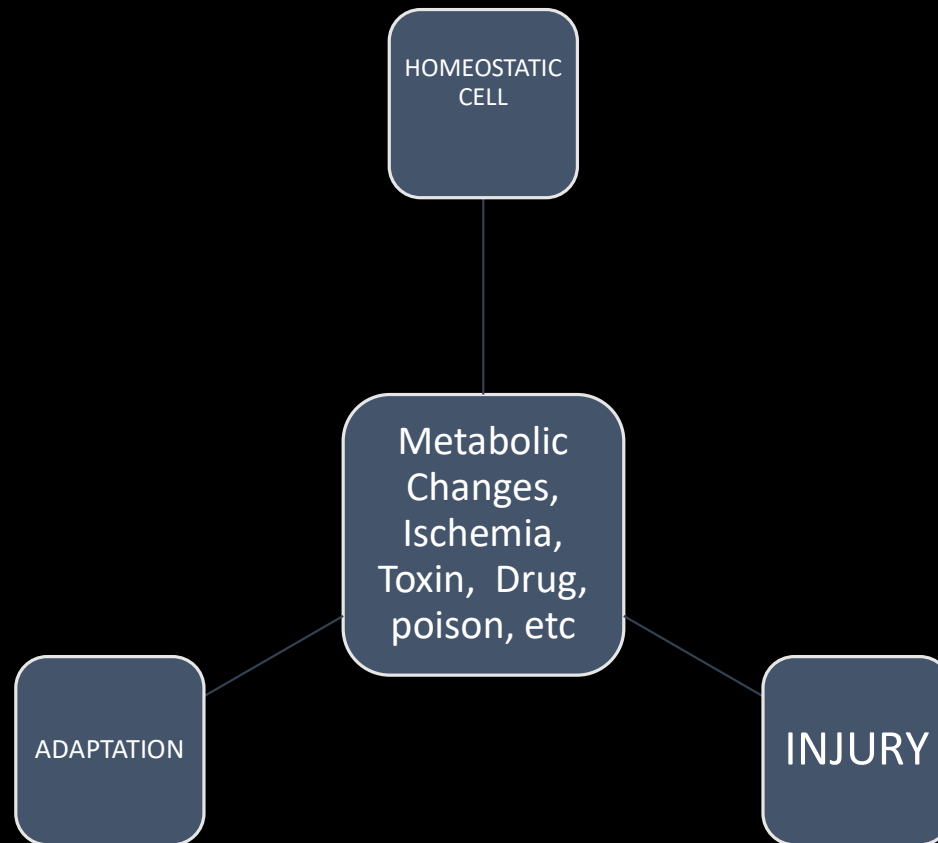 HOMEOSTATIC
CELL
Metabolic
Changes,
Ischemia,
Toxin, Drug,
poison, etc
ADAPTATION
INJURY